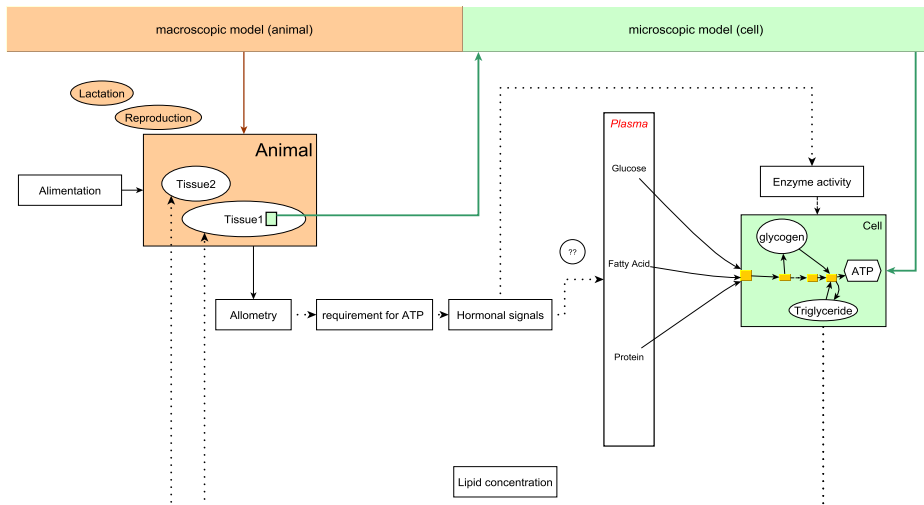 macroscopic model (animal)
microscopic model (cell)
Lactation
Reproduction
Animal
Alimentation
Tissue2
Tissue1
Allometry
requirement for ATP
Hormonal signals
??
Plasma
Glucose
Fatty Acid
Protein
Enzyme activity
Cell
glycogen
ATP
Triglyceride
Lipid concentration